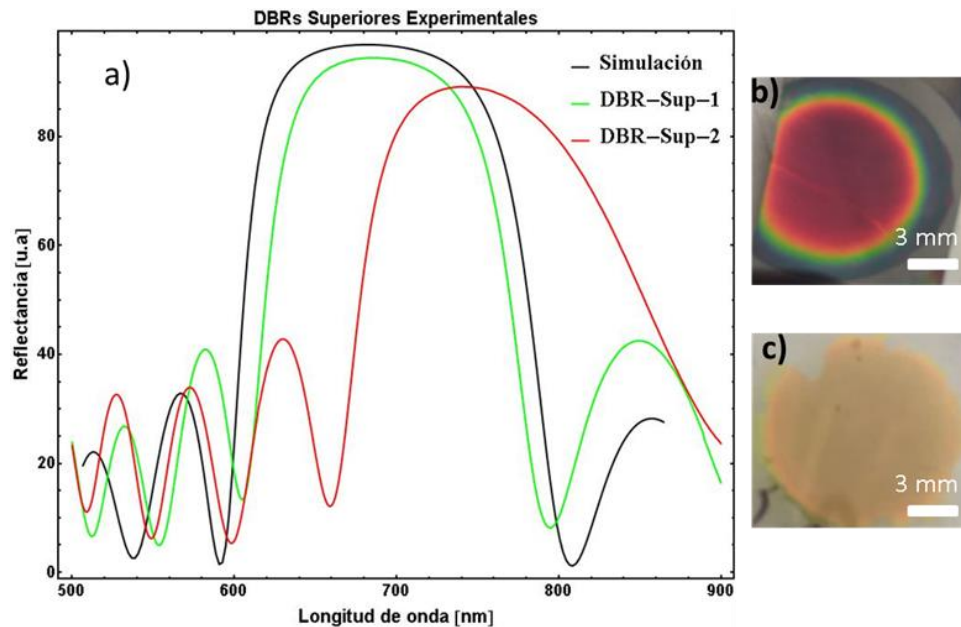 DBRs Superiores Experimentales
a)
Simulación
DBR−Sup−1
DBR−Sup−2
Reflectancia [u.a]
80
60
40
20
0
500
600
700
800
900
Longitud de onda [nm]
b)
3 mm
c)
3 mm